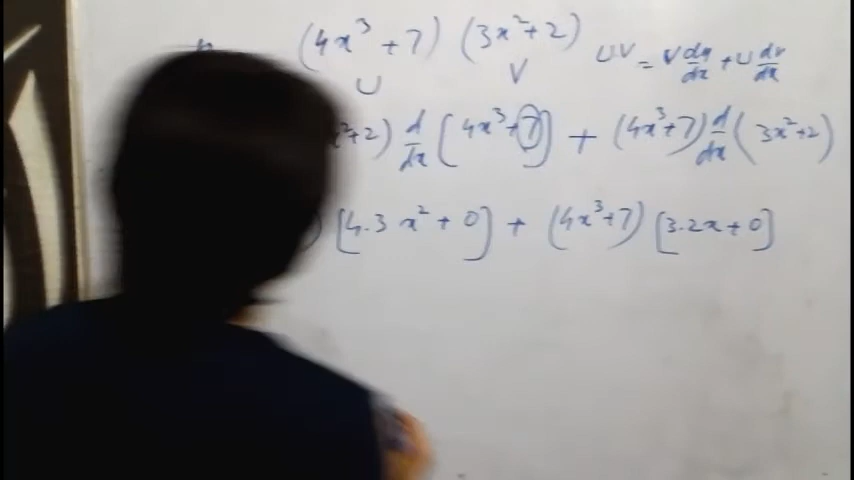 (4x³ + 7) (3x² + 2) UV = V du/dx + U dv/dx
U V
x²+2) d/dx [4x³+7] + (4x³+7) d/dx (3x²+2)
) [4.3 x² + 0] + (4x³+7) [3.2x + 0]